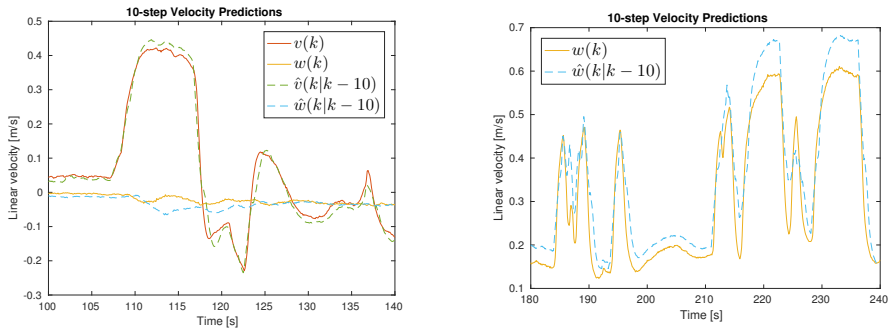 10-step Velocity Predictions
0.5
0.4
0.3
0.2
0.1
0
-0.1
-0.2
-0.3
Linear velocity [m/s]
v(k)
w(k)
v̂(k|k − 10)
ŵ(k|k − 10)
100 105 110 115 120 125 130 135 140
Time [s]
10-step Velocity Predictions
0.7
0.6
0.5
0.4
0.3
0.2
0.1
Linear velocity [m/s]
w(k)
ŵ(k|k − 10)
180 190 200 210 220 230 240
Time [s]